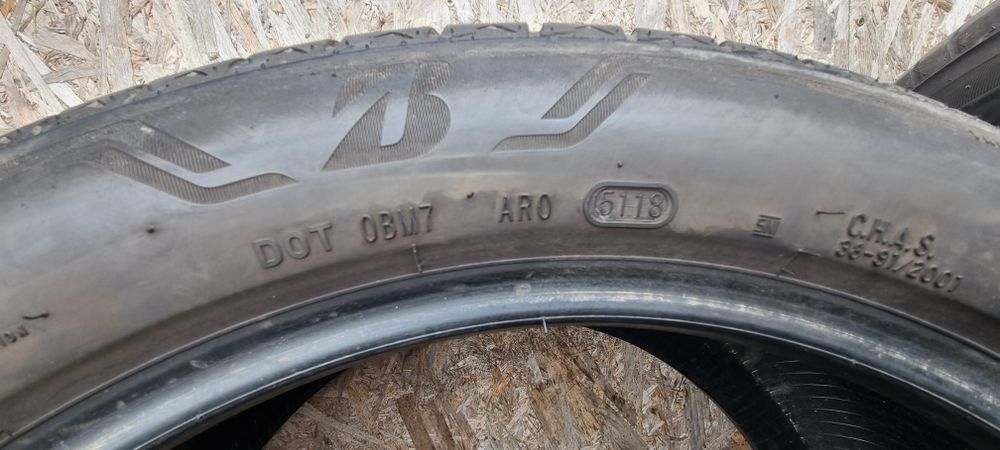 DOT 0BM7 AR0 5118
C.H.A.S.
38-91/2001